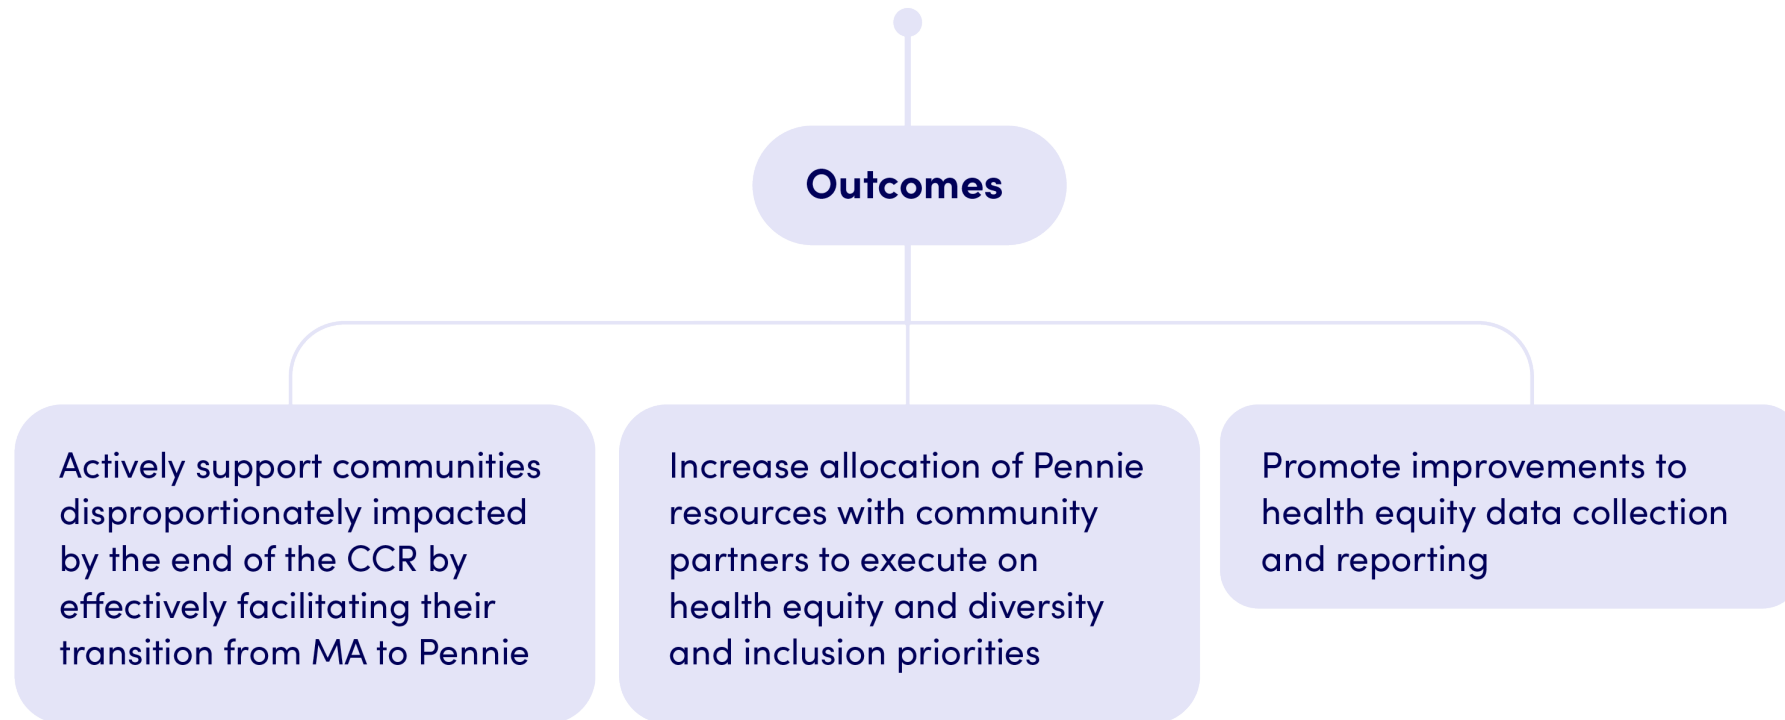 Outcomes
Actively support communities
disproportionately impacted
by the end of the CCR by
effectively facilitating their
transition from MA to Pennie
Increase allocation of Pennie
resources with community
partners to execute on
health equity and diversity
and inclusion priorities
Promote improvements to
health equity data collection
and reporting